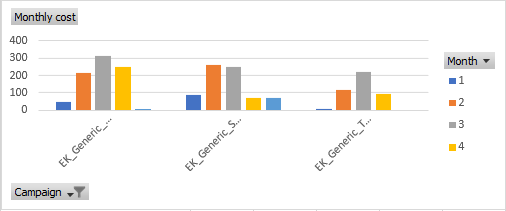 Monthly cost
400
300
200
100
0
EK_Generic_...
EK_Generic_S...
EK_Generic_T...
Month
1
2
3
4
Campaign